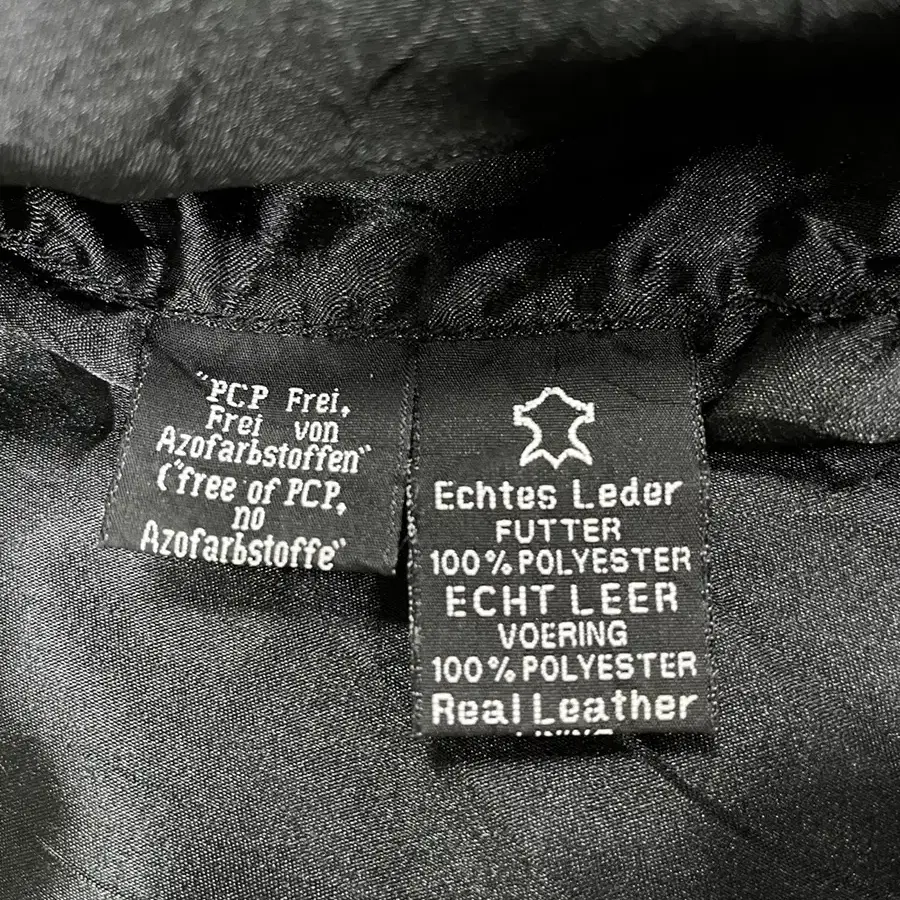 "PCP Frei,
Frei von
Azofarbstoffen"
("free of PCP,
no
Azofarbstoffe"
Echtes Leder
FUTTER
100% POLYESTER
ECHT LEER
VOERING
100% POLYESTER
Real Leather